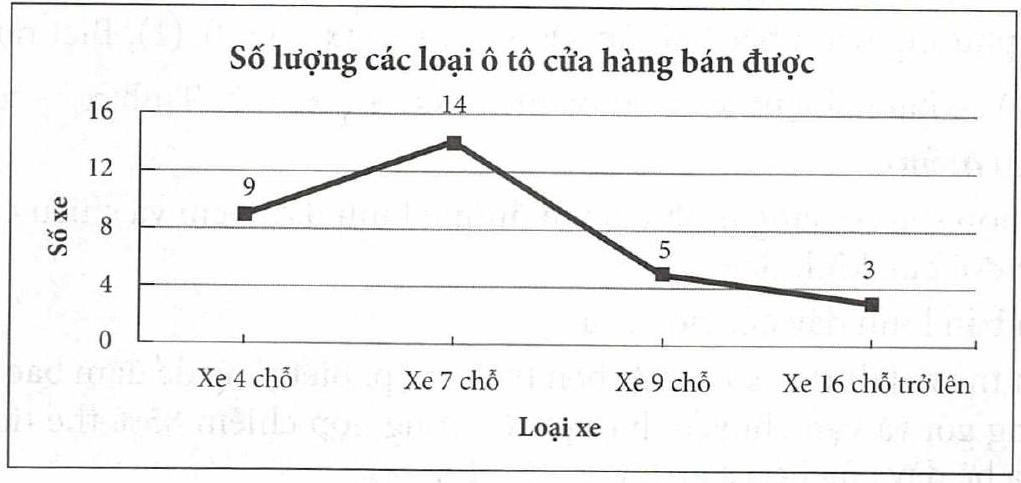 Số lượng các loại ô tô cửa hàng bán được
16
12
8
4
0
Số xe
9
14
5
3
Xe 4 chỗ
Xe 7 chỗ
Xe 9 chỗ
Xe 16 chỗ trở lên
Loại xe